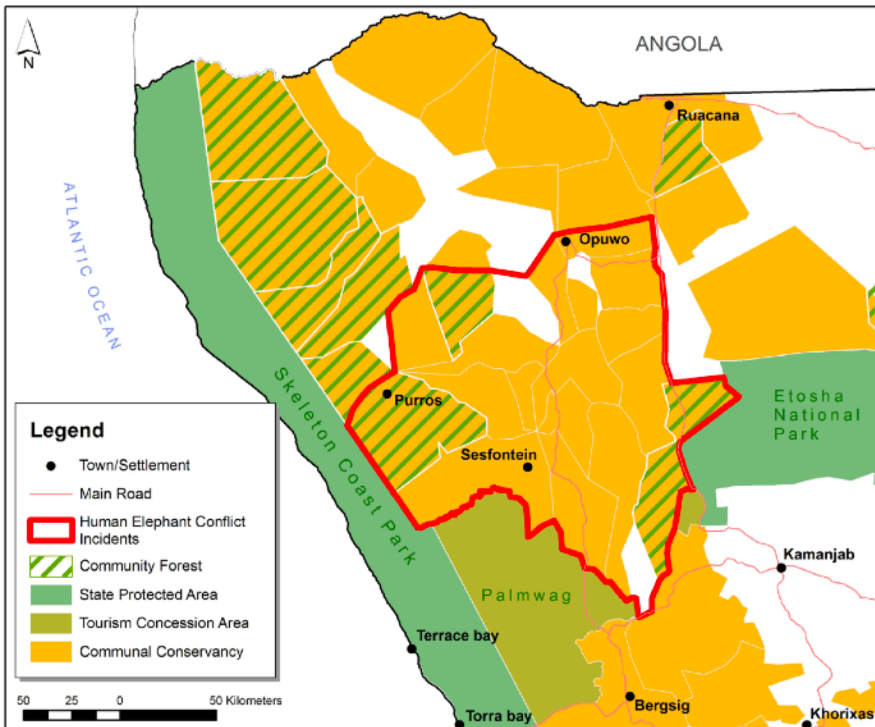 N
ANGOLA
Ruacana
ATLANTIC OCEAN
Opuwo
Skeleton Coast Park
Purros
Etosha
National
Park
Sesfontein
Legend
Town/Settlement
Main Road
Human Elephant Conflict
Incidents
Community Forest
State Protected Area
Tourism Concession Area
Communal Conservancy
50 25 0 50 Kilometers
Kamanjab
Palmwag
Terrace bay
Bergsig
Torra bay
Khorixas